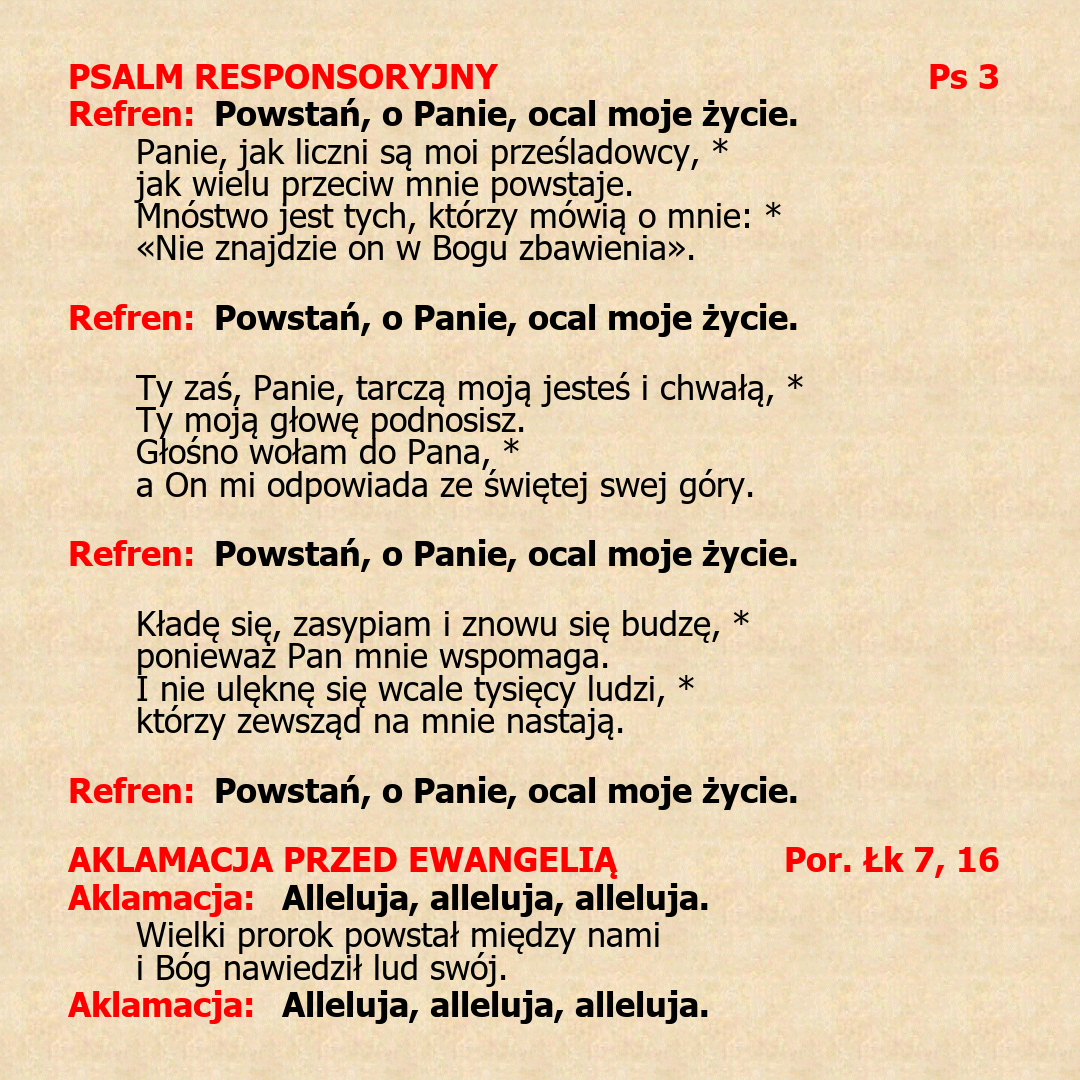 PSALM RESPONSORYJNY Ps 3
Refren: Powstań, o Panie, ocal moje życie.
Panie, jak liczni są moi prześladowcy, *
jak wielu przeciw mnie powstaje.
Mnóstwo jest tych, którzy mówią o mnie: *
«Nie znajdzie on w Bogu zbawienia».
Refren: Powstań, o Panie, ocal moje życie.
Ty zaś, Panie, tarczą moją jesteś i chwałą, *
Ty moją głowę podnosisz.
Głośno wołam do Pana, *
a On mi odpowiada ze świętej swej góry.
Refren: Powstań, o Panie, ocal moje życie.
Kładę się, zasypiam i znowu się budzę, *
ponieważ Pan mnie wspomaga.
I nie ulęknę się wcale tysięcy ludzi, *
którzy zewsząd na mnie nastają.
Refren: Powstań, o Panie, ocal moje życie.
AKLAMACJA PRZED EWANGELIĄ Por. Łk 7, 16
Aklamacja: Alleluja, alleluja, alleluja.
Wielki prorok powstał między nami
i Bóg nawiedził lud swój.
Aklamacja: Alleluja, alleluja, alleluja.